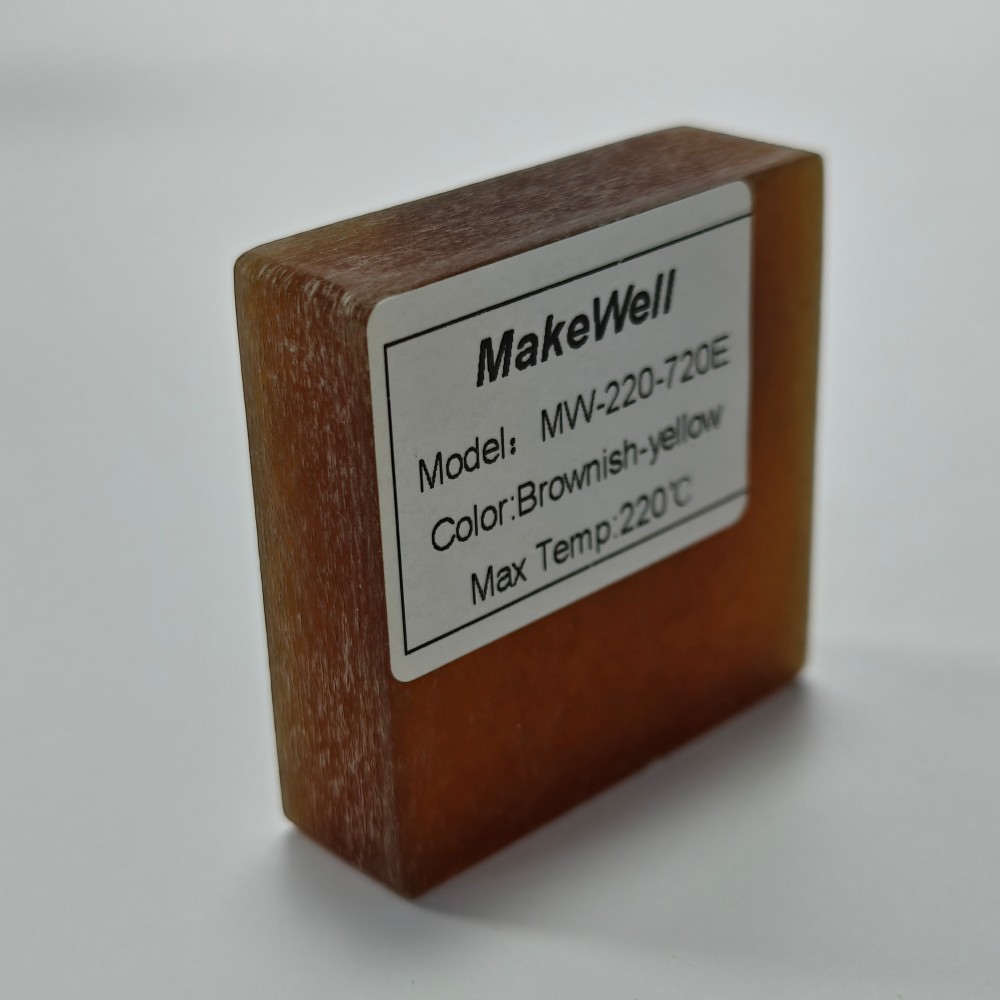 MakeWell
Model：MW-220-720E
Color:Brownish-yellow
Max Temp:220℃